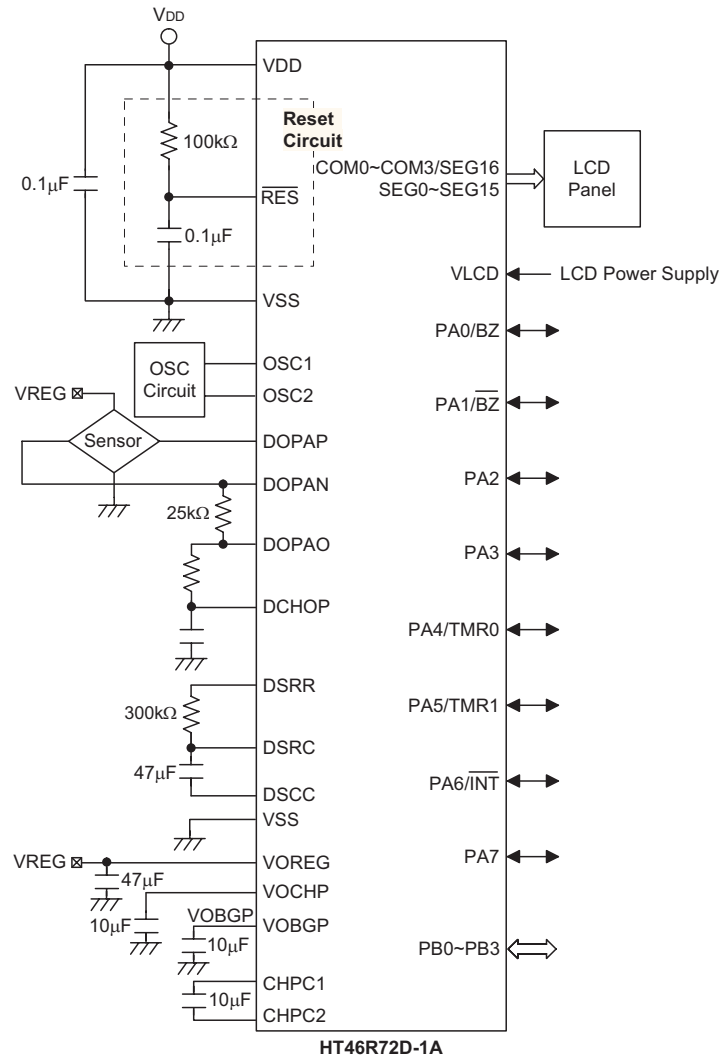 VDD
VDD
Reset
Circuit
100kΩ
COM0~COM3/SEG16
SEG0~SEG15
LCD
Panel
0.1μF
RES
0.1μF
VLCD
LCD Power Supply
VSS
PA0/BZ
OSC
Circuit
OSC1
OSC2
VREG
PA1/BZ
Sensor
DOPAP
DOPAN
PA2
25kΩ
DOPAO
PA3
DCHOP
PA4/TMR0
DSRR
300kΩ
PA5/TMR1
DSRC
47μF
PA6/INT
DSCC
VSS
VREG
VOREG
PA7
47μF
VOCHP
10μF
VOBGP
VOBGP
10μF
PB0~PB3
CHPC1
10μF
CHPC2
HT46R72D-1A